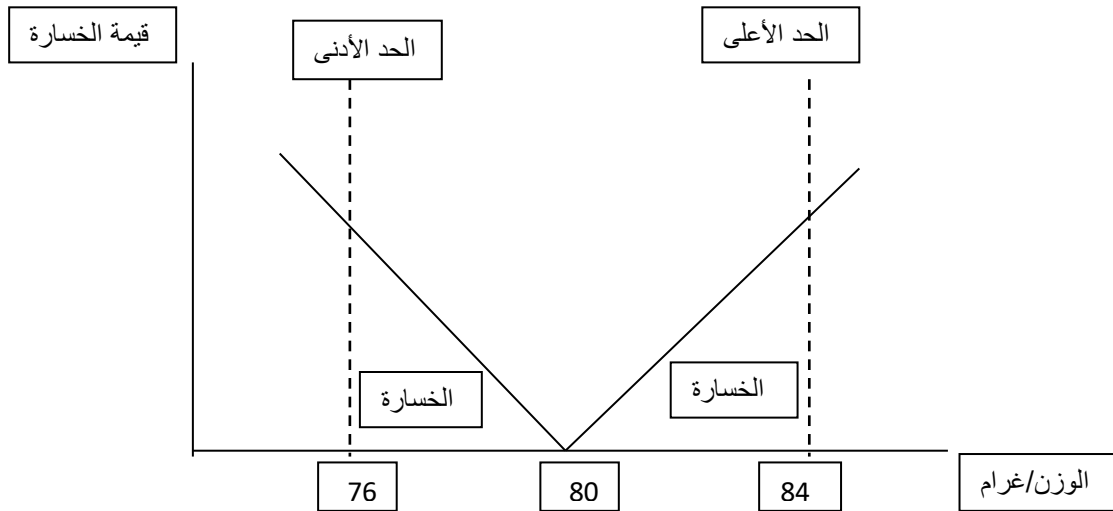 الحد الأعلى
الحد الأدنى
قيمة الخسارة
الخسارة
الخسارة
84
80
76
الوزن/غرام